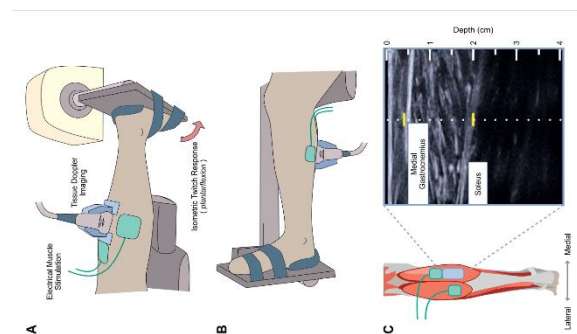 A
Electrical Muscle
Stimulation
Tissue Doppler
Imaging
Isometric Twitch Response
(plantarflexion)
B
C
Lateral
Medial
Depth (cm)
0
1
2
3
4
Medial
Gastrocnemius
Soleus